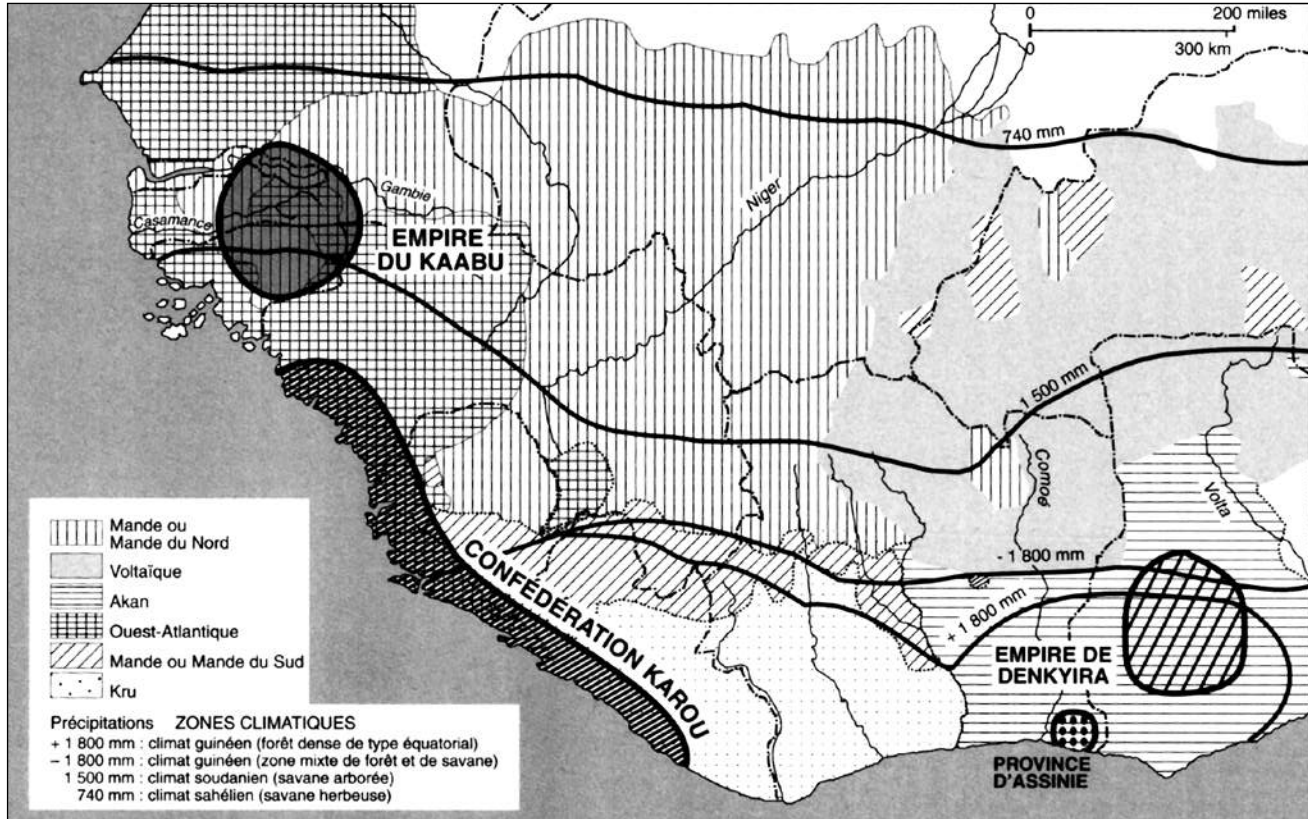 0 200 miles
0 300 km
740 mm
Gambie
Casamance
Niger
EMPIRE
DU KAABU
1 500 mm
Comoé
Volta
- 1 800 mm
+ 1 800 mm
CONFÉDÉRATION KAROU
EMPIRE DE
DENKYIRA
PROVINCE
D'ASSINIE
Mande ou
Mande du Nord
Voltaïque
Akan
Ouest-Atlantique
Mande ou Mande du Sud
Kru
Précipitations ZONES CLIMATIQUES
+ 1 800 mm : climat guinéen (forêt dense de type équatorial)
– 1 800 mm : climat guinéen (zone mixte de forêt et de savane)
1 500 mm : climat soudanien (savane arborée)
740 mm : climat sahélien (savane herbeuse)